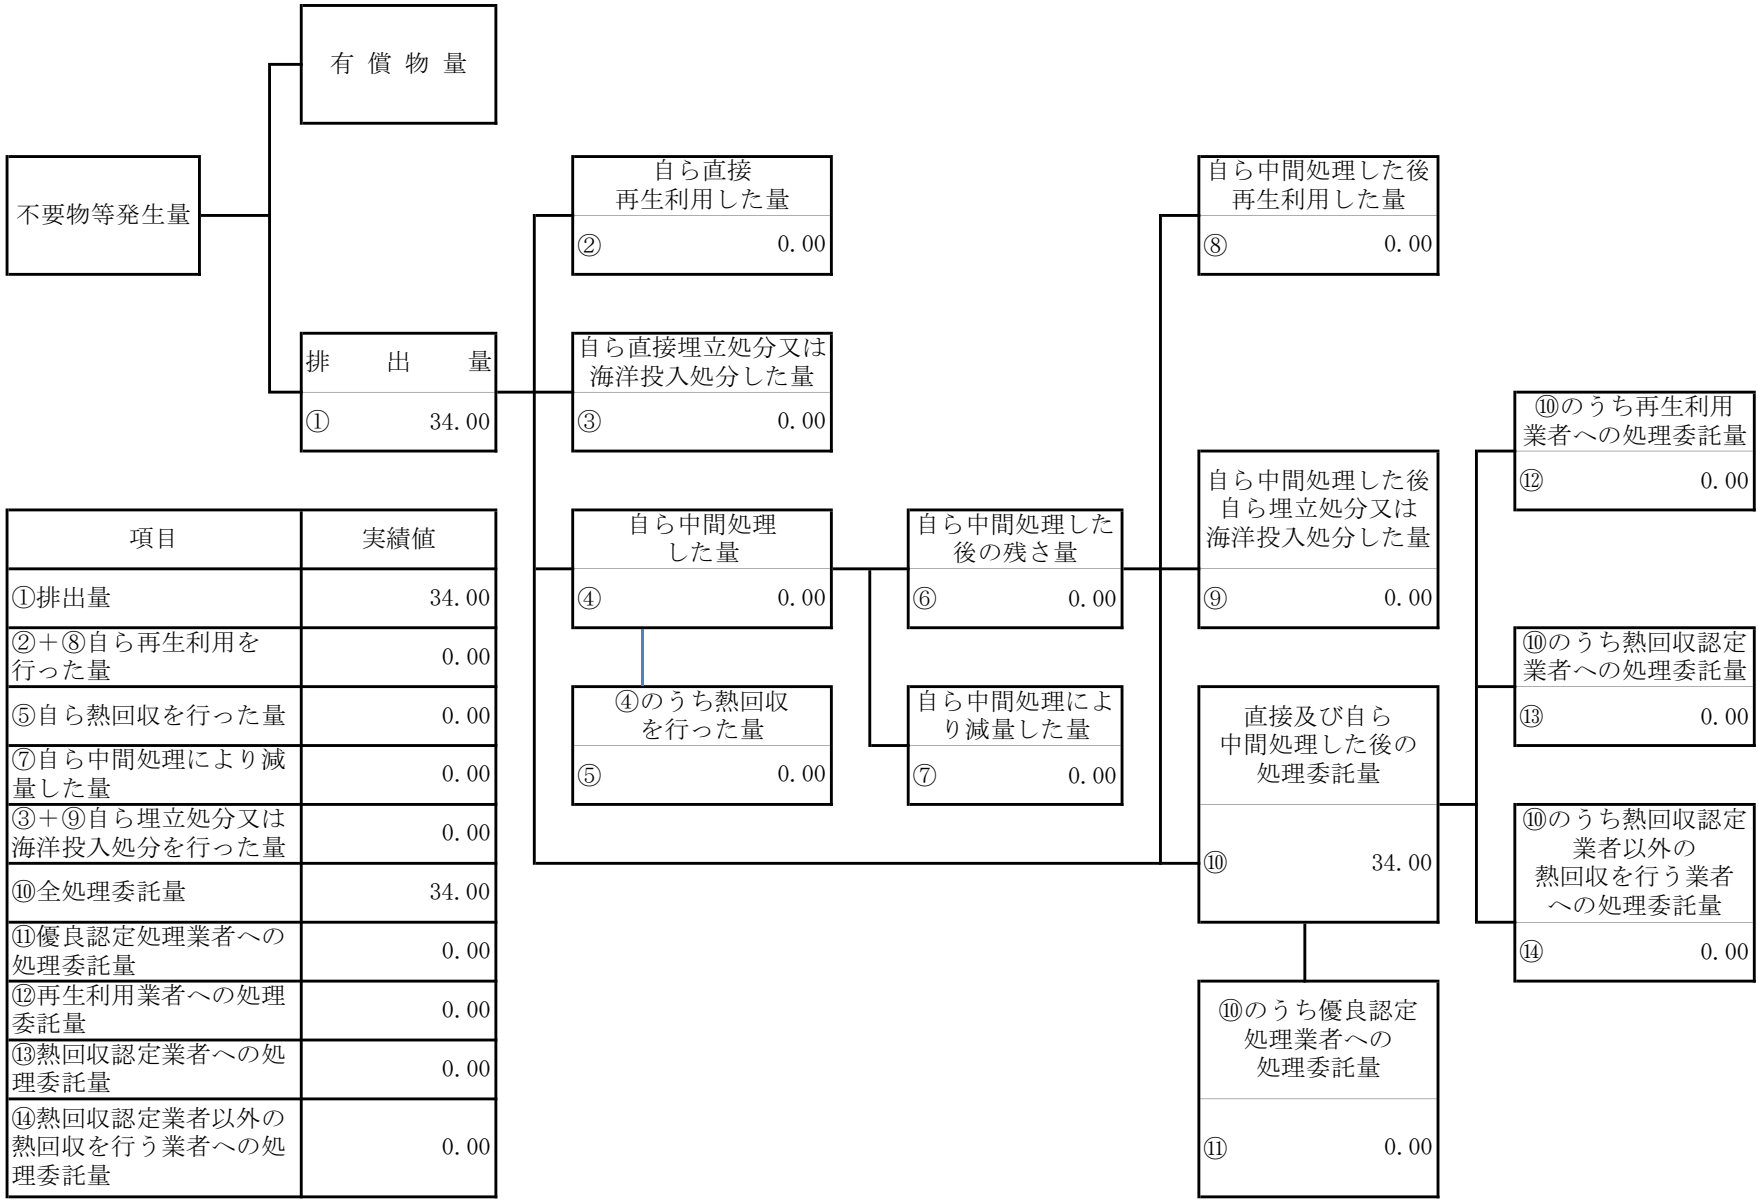 有償物量
不要物等発生量
排出量
① 34.00
自ら直接
再生利用した量
② 0.00
自ら直接埋立処分又は
海洋投入処分した量
③ 0.00
自ら中間処理
した量
④ 0.00
④のうち熱回収
を行った量
⑤ 0.00
自ら中間処理した
後の残さ量
⑥ 0.00
自ら中間処理によ
り減量した量
⑦ 0.00
自ら中間処理した後
再生利用した量
⑧ 0.00
自ら中間処理した後
自ら埋立処分又は
海洋投入処分した量
⑨ 0.00
直接及び自ら
中間処理した後の
処理委託量
⑩ 34.00
⑩のうち優良認定
処理業者への
処理委託量
⑪ 0.00
⑩のうち再生利用
業者への処理委託量
⑫ 0.00
⑩のうち熱回収認定
業者への処理委託量
⑬ 0.00
⑩のうち熱回収認定
業者以外の
熱回収を行う業者
への処理委託量
⑭ 0.00
項目 実績値
①排出量 34.00
②＋⑧自ら再生利用を
行った量 0.00
⑤自ら熱回収を行った量 0.00
⑦自ら中間処理により減
量した量 0.00
③＋⑨自ら埋立処分又は
海洋投入処分を行った量 0.00
⑩全処理委託量 34.00
⑪優良認定処理業者への
処理委託量 0.00
⑫再生利用業者への処理
委託量 0.00
⑬熱回収認定業者への処
理委託量 0.00
⑭熱回収認定業者以外の
熱回収を行う業者への処
理委託量 0.00